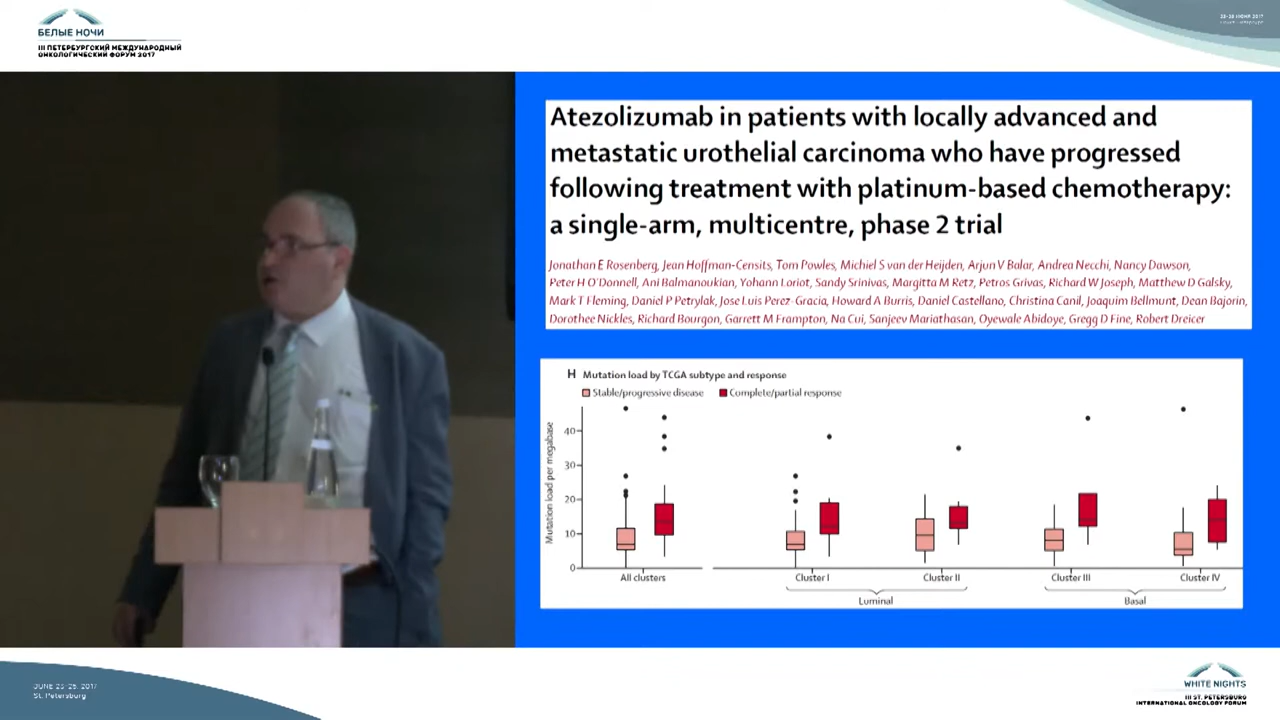 БЕЛЫЕ НОЧИ
III ПЕТЕРБУРГСКИЙ МЕЖДУНАРОДНЫЙ
ОНКОЛОГИЧЕСКИЙ ФОРУМ 2017
Atezolizumab in patients with locally advanced and
metastatic urothelial carcinoma who have progressed
following treatment with platinum-based chemotherapy:
a single-arm, multicentre, phase 2 trial
Jonathan E Rosenberg, Jean Hoffman-Censits, Tom Powles, Michiel S van der Heijden, Arjun V Balar, Andrea Necchi, Nancy Dawson,
Peter H O'Donnell, Ani Balmanoukian, Yohann Loriot, Sandy Srinivas, Margitta M Retz, Petros Grivas, Richard W Joseph, Matthew D Galsky,
Mark T Fleming, Daniel P Petrylak, Jose Luis Perez-Gracia, Howard A Burris, Daniel Castellano, Christina Canil, Joaquim Bellmunt, Dean Bajorin,
Dorothee Nickles, Richard Bourgon, Garrett M Frampton, Na Cui, Sanjeev Mariathasan, Oyewale Abidoye, Gregg D Fine, Robert Dreicer
H Mutation load by TCGA subtype and response
Stable/progressive disease Complete/partial response
Mutation load per megabase
40
30
20
10
0
All clusters Cluster I Cluster II Cluster III Cluster IV
Luminal Basal
JUNE 23-25, 2017
St. Petersburg
WHITE NIGHTS
III ST. PETERSBURG
INTERNATIONAL ONCOLOGY FORUM